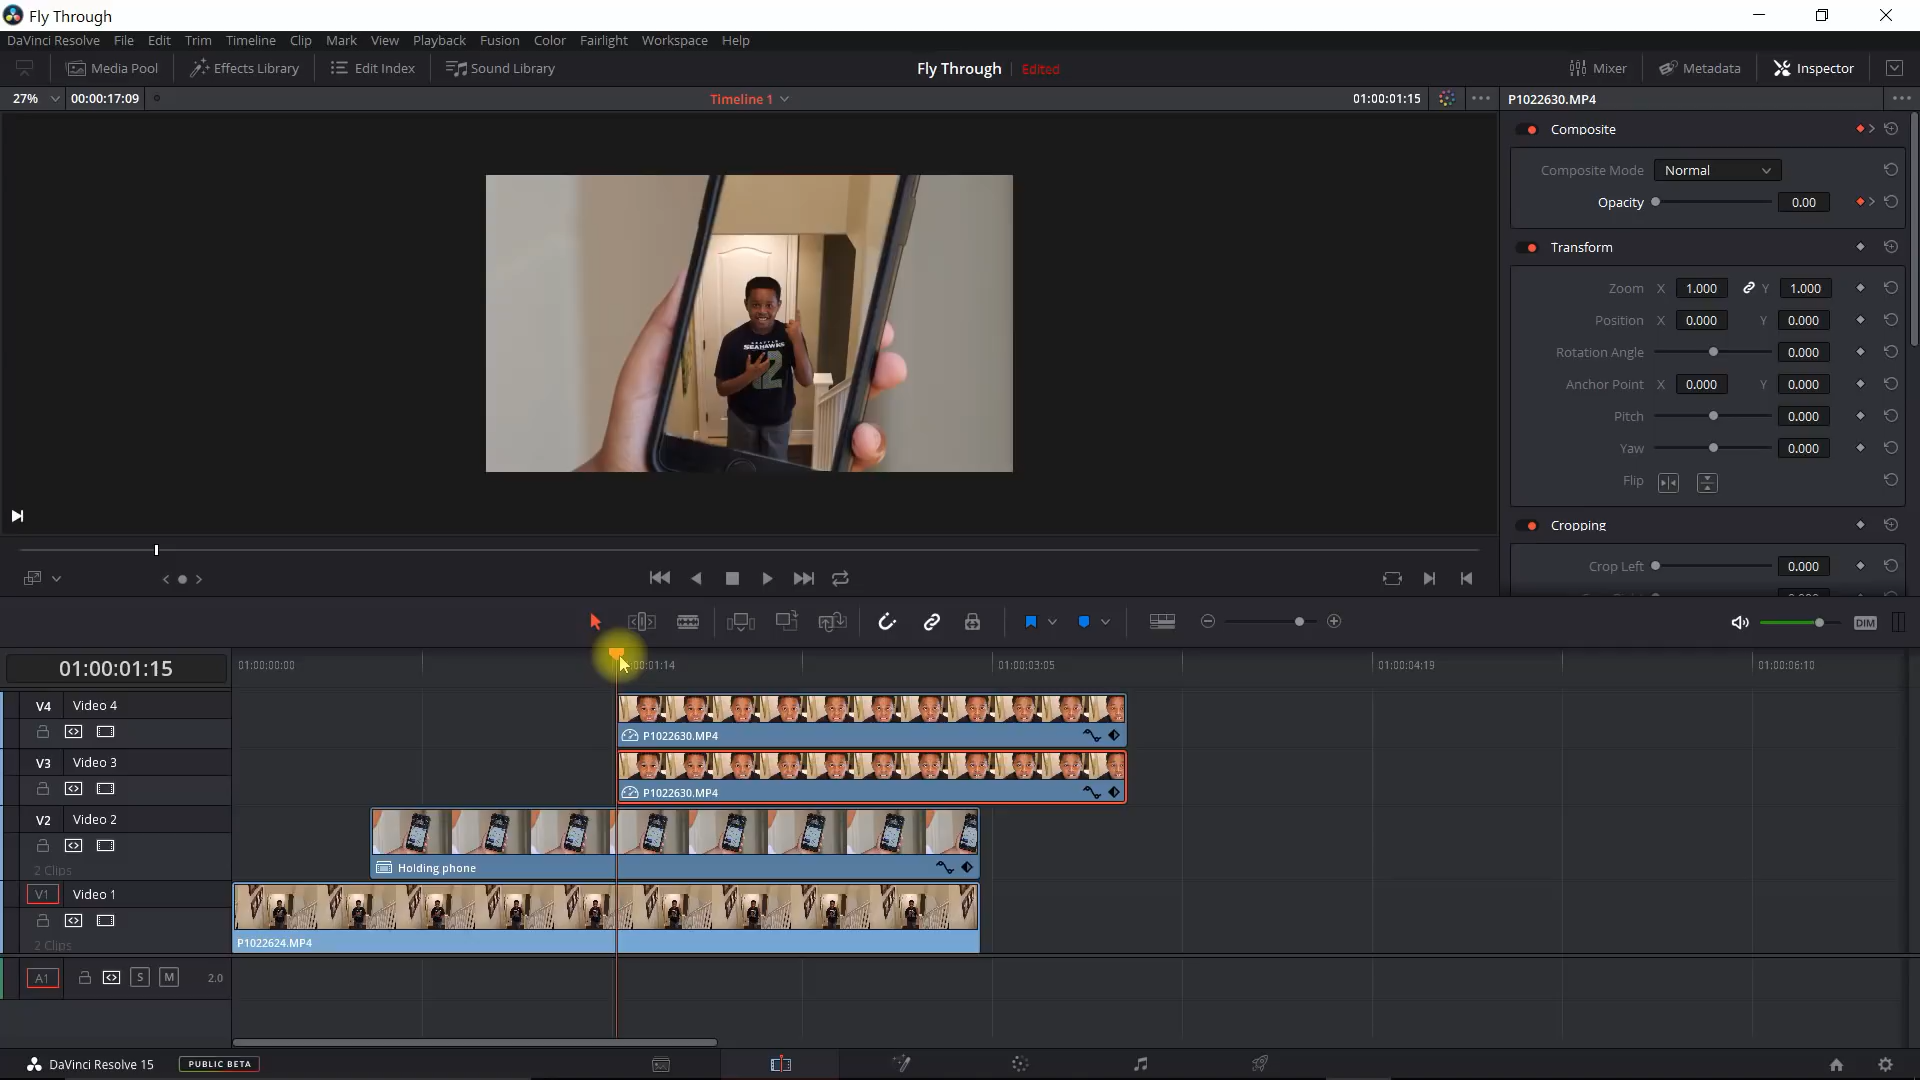 Fly Through
DaVinci Resolve File Edit Trim Timeline Clip Mark View Playback Fusion Color Fairlight Workspace Help
Media Pool Effects Library Edit Index Sound Library Fly Through Edited Mixer Metadata Inspector
27% 00:00:17:09 Timeline 1 01:00:01:15 P1022630.MP4
Composite
Composite Mode Normal
Opacity 0.00
Transform
Zoom X 1.000 Y 1.000
Position X 0.000 Y 0.000
Rotation Angle 0.000
Anchor Point X 0.000 Y 0.000
Pitch 0.000
Yaw 0.000
Flip
Cropping
Crop Left 0.000
SEAHAWKS
12
DIM
01:00:01:15 01:00:00:00 01:14 01:00:03:05 01:00:04:19 01:00:06:10
V4 Video 4
P1022630.MP4
V3 Video 3
P1022630.MP4
V2 Video 2
2 Clips
Holding phone
V1 Video 1
2 Clips
P1022624.MP4
A1 S M 2.0
DaVinci Resolve 15 PUBLIC BETA